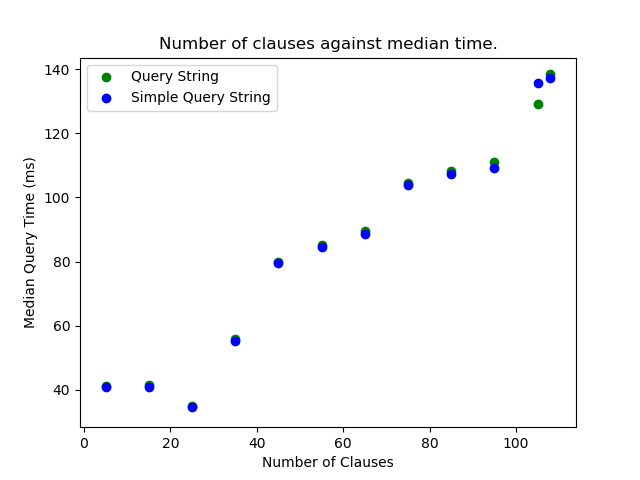 Number of clauses against median time.
Query String
Simple Query String
140
120
100
80
60
40
Median Query Time (ms)
0
20
40
60
80
100
Number of Clauses